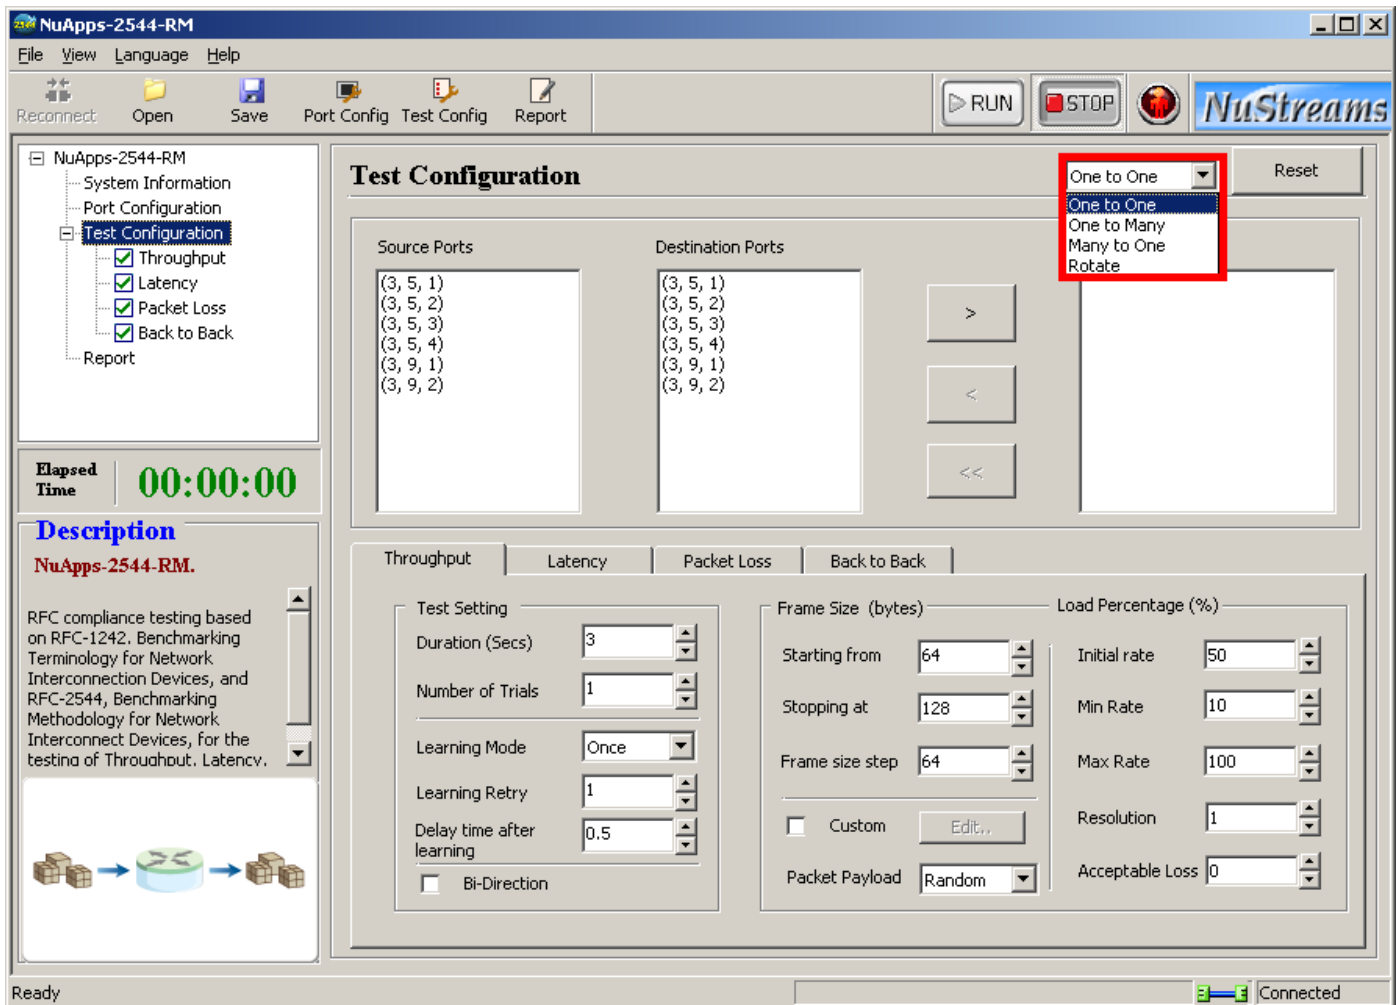 NuApps-2544-RM
File View Language Help
Reconnect Open Save Port Config Test Config Report RUN STOP NuStreams
NuApps-2544-RM
System Information
Port Configuration
Test Configuration
Throughput
Latency
Packet Loss
Back to Back
Report
Elapsed Time 00:00:00
Description
NuApps-2544-RM.
RFC compliance testing based
on RFC-1242. Benchmarking
Terminology for Network
Interconnection Devices, and
RFC-2544, Benchmarking
Methodology for Network
Interconnect Devices, for the
testing of Throughput. Latency.
Test Configuration
One to One
Reset
One to One
One to Many
Many to One
Rotate
Source Ports
(3, 5, 1)
(3, 5, 2)
(3, 5, 3)
(3, 5, 4)
(3, 9, 1)
(3, 9, 2)
Destination Ports
(3, 5, 1)
(3, 5, 2)
(3, 5, 3)
(3, 5, 4)
(3, 9, 1)
(3, 9, 2)
>
<
<<
Throughput Latency Packet Loss Back to Back
Test Setting
Duration (Secs) 3
Number of Trials 1
Learning Mode Once
Learning Retry 1
Delay time after
learning 0.5
Bi-Direction
Frame Size (bytes)
Starting from 64
Stopping at 128
Frame size step 64
Custom Edit..
Packet Payload Random
Load Percentage (%)
Initial rate 50
Min Rate 10
Max Rate 100
Resolution 1
Acceptable Loss 0
Ready
Connected